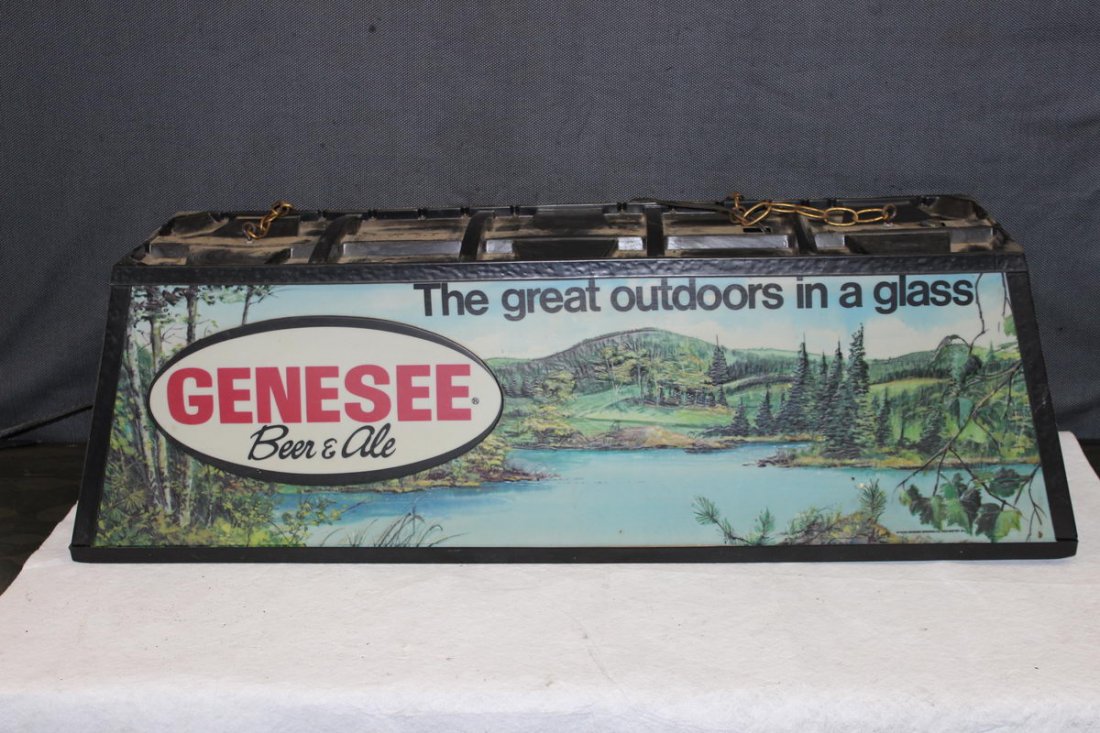 The great outdoors in a glass
GENESEE®
Beer & Ale